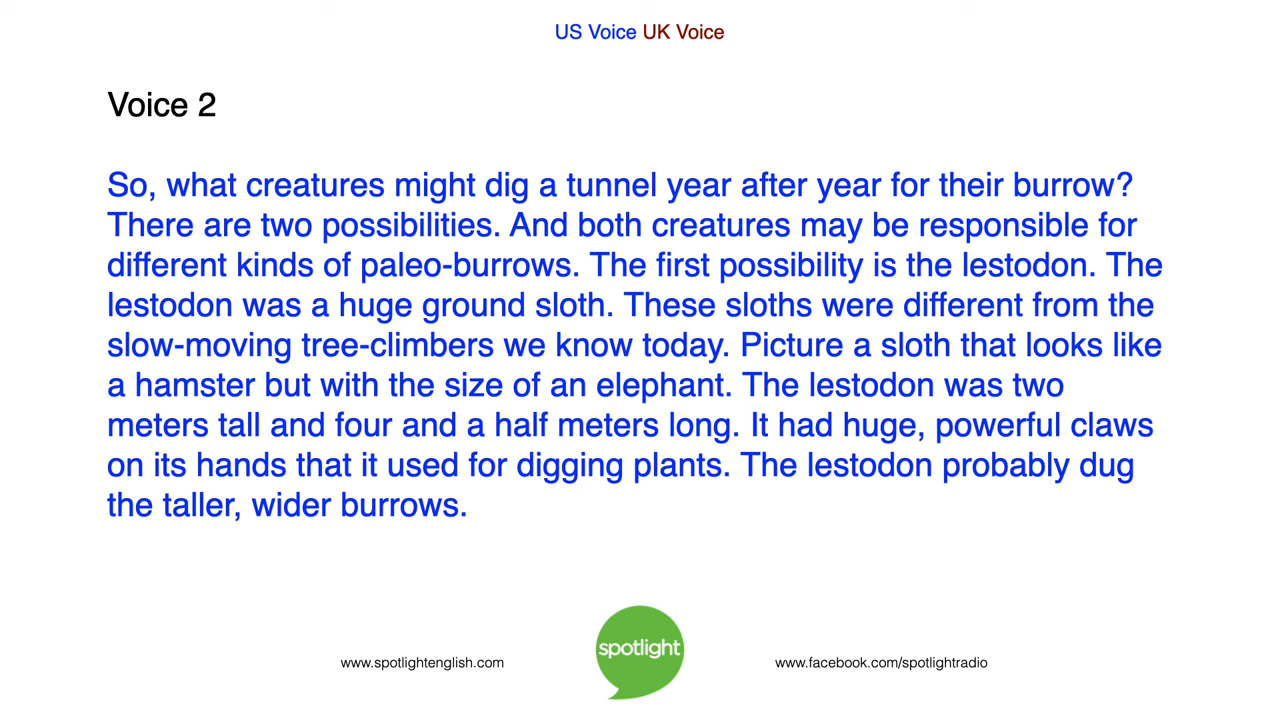 US Voice UK Voice
Voice 2
So, what creatures might dig a tunnel year after year for their burrow?
There are two possibilities. And both creatures may be responsible for
different kinds of paleo-burrows. The first possibility is the lestodon. The
lestodon was a huge ground sloth. These sloths were different from the
slow-moving tree-climbers we know today. Picture a sloth that looks like
a hamster but with the size of an elephant. The lestodon was two
meters tall and four and a half meters long. It had huge, powerful claws
on its hands that it used for digging plants. The lestodon probably dug
the taller, wider burrows.
spotlight
www.spotlightenglish.com
www.facebook.com/spotlightradio